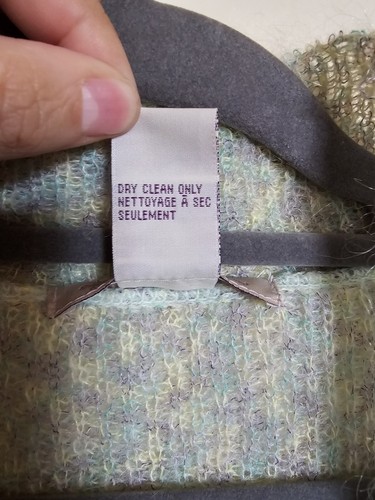 DRY CLEAN ONLY
NETTOYAGE À SEC
SEULEMENT